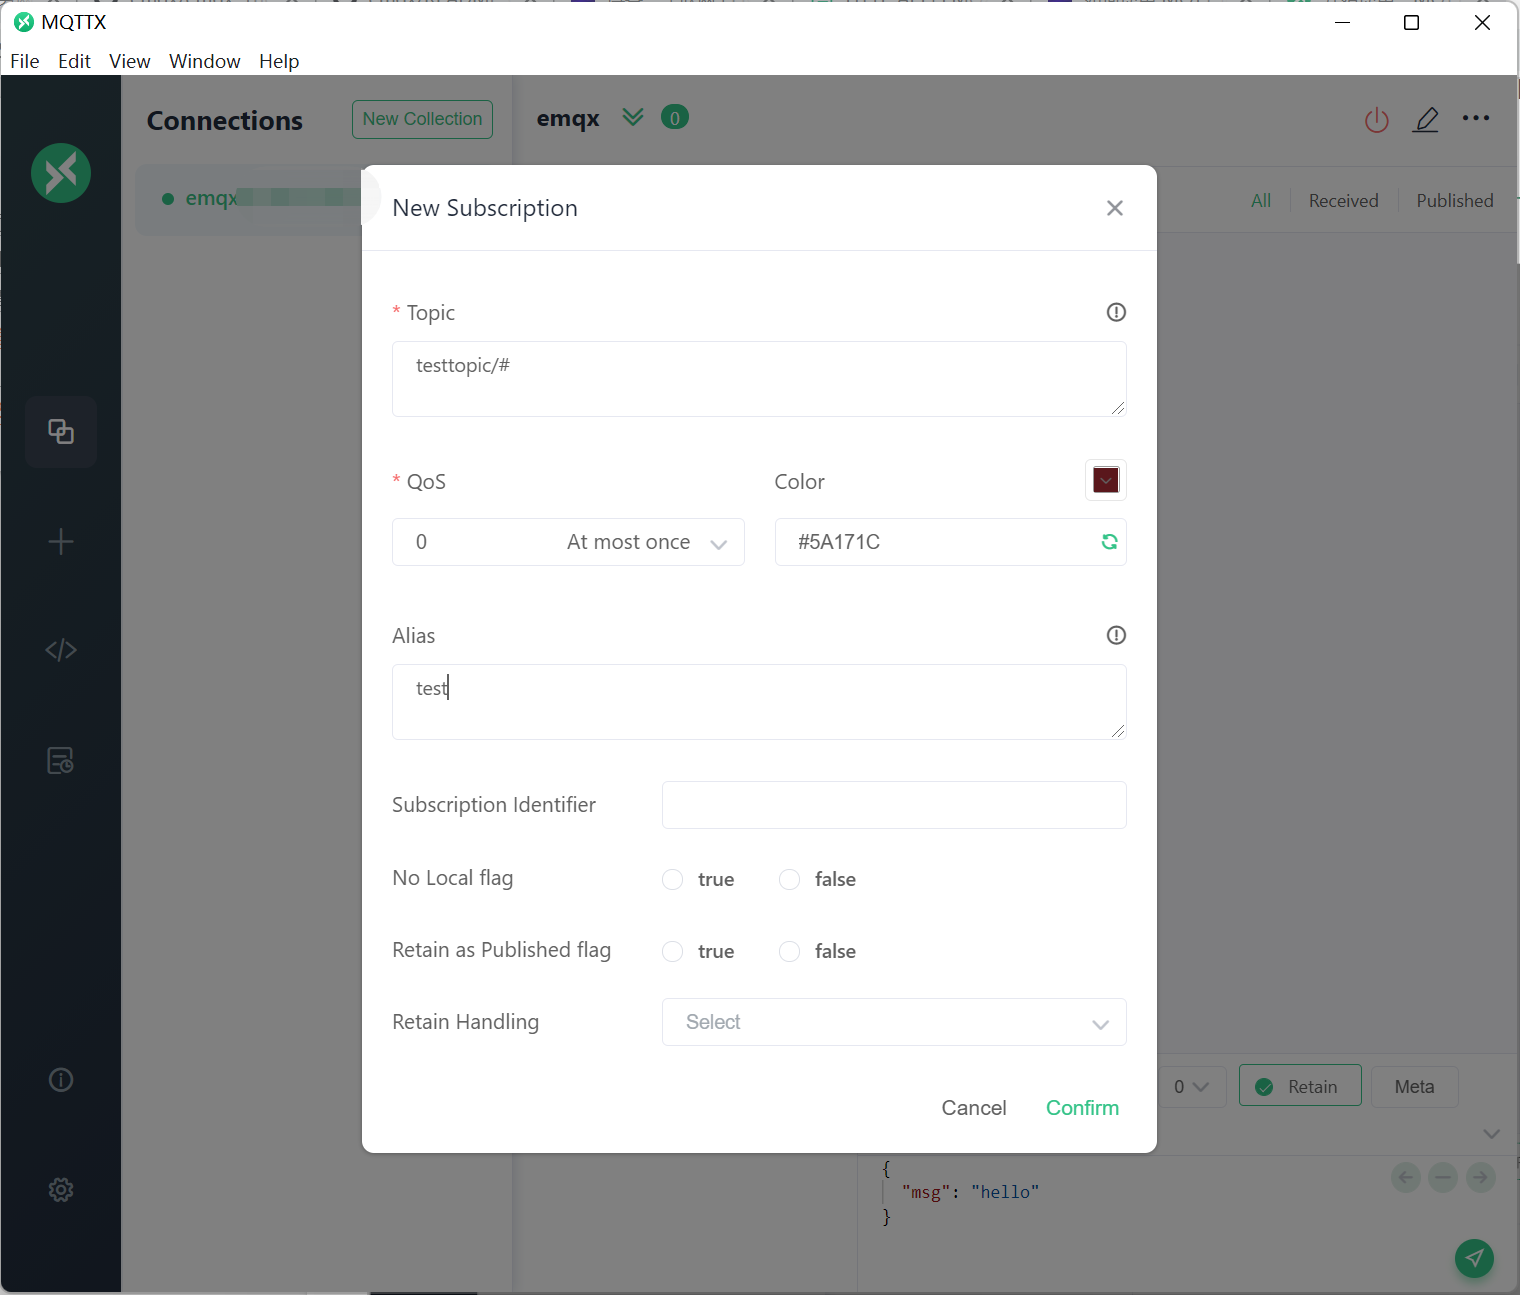 MQTTX
File Edit View Window Help
Connections
New Collection
emqx
0
emqx
All
Received
Published
New Subscription
* Topic
testtopic/#
* QoS
Color
0 At most once
#5A171C
Alias
test
Subscription Identifier
No Local flag
true
false
Retain as Published flag
true
false
Retain Handling
Select
Cancel
Confirm
0
Retain
Meta
{
"msg": "hello"
}